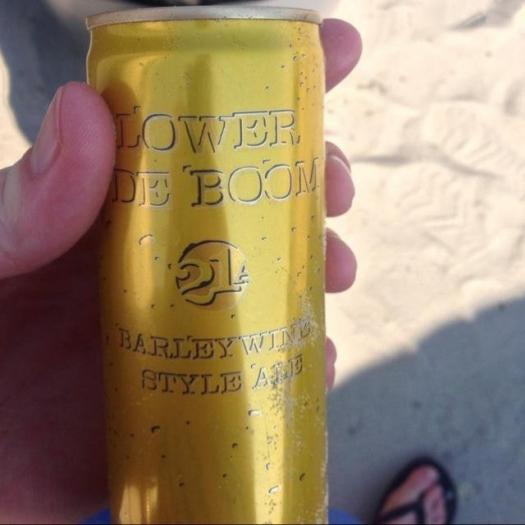 LOWER
DE BOOM
21A
BARLEYWINE
STYLE ALE